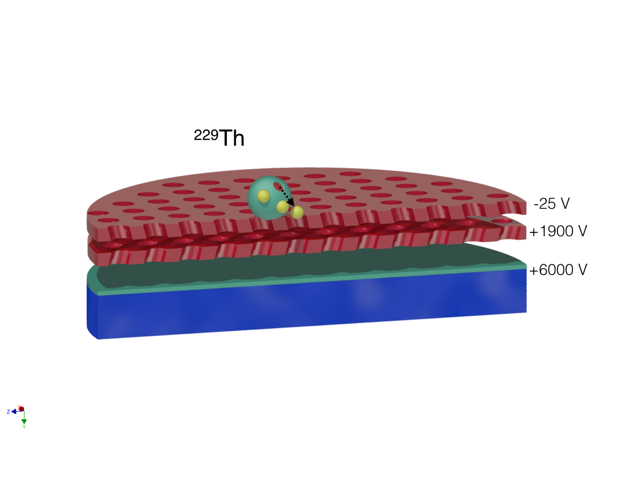 ²²⁹Th
-25 V
+1900 V
+6000 V
z